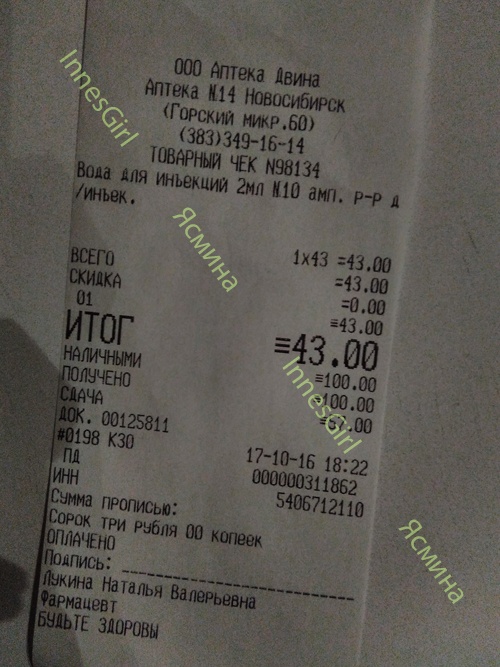 ООО Аптека Двина
Аптека N.14 Новосибирск
(Горский микр.60)
(383)349-16-14
ТОВАРНЫЙ ЧЕК N98134
Вода для инъекций 2мл N.10 амп. р-р д
/инъек.
1x43 =43.00
ВСЕГО =43.00
СКИДКА =0.00
01 ≡43.00
ИТОГ ≡43.00
НАЛИЧНЫМИ ≡100.00
ПОЛУЧЕНО ≡100.00
СДАЧА ≡57.00
ДОК. 00125811 17-10-16 18:22
#0198 К30 000000311862
ПД 5406712110
ИНН
Сумма прописью:
Сорок три рубля 00 копеек
ОПЛАЧЕНО
Подпись:
Лукина Наталья Валерьевна
Фармацевт
БУДЬТЕ ЗДОРОВЫ
InnesGirl
Ясмина
InnesGirl
Ясмина